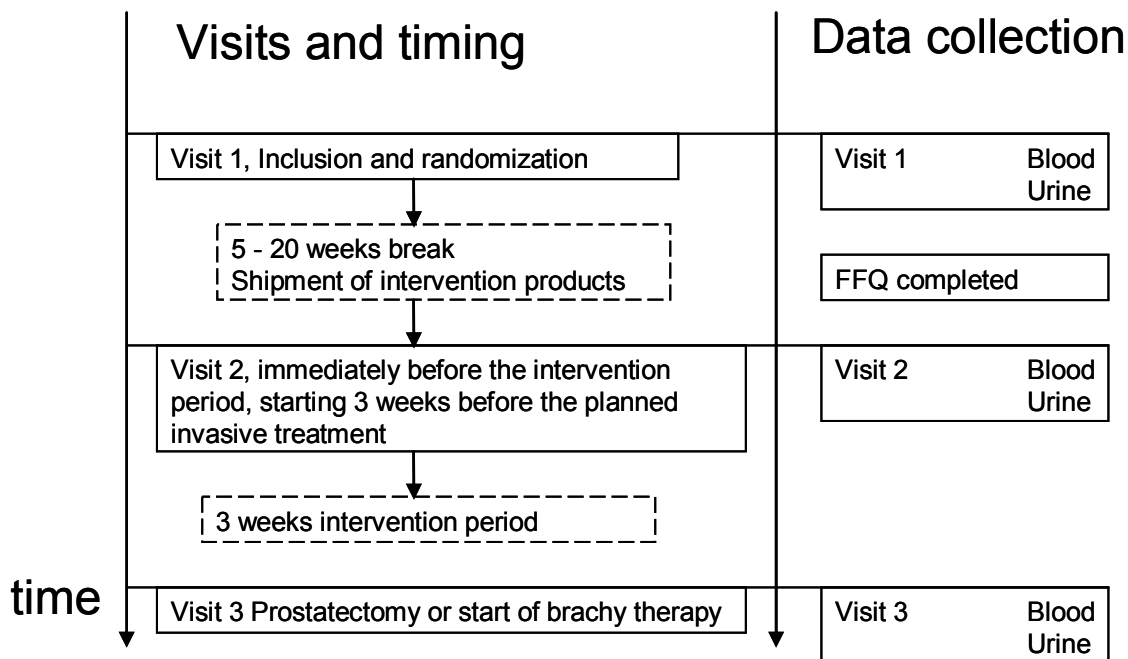 Visits and timing
Data collection
Visit 1, Inclusion and randomization
Visit 1 Blood
Urine
5 - 20 weeks break
Shipment of intervention products
FFQ completed
Visit 2, immediately before the intervention
period, starting 3 weeks before the planned
invasive treatment
Visit 2 Blood
Urine
3 weeks intervention period
time
Visit 3 Prostatectomy or start of brachy therapy
Visit 3 Blood
Urine